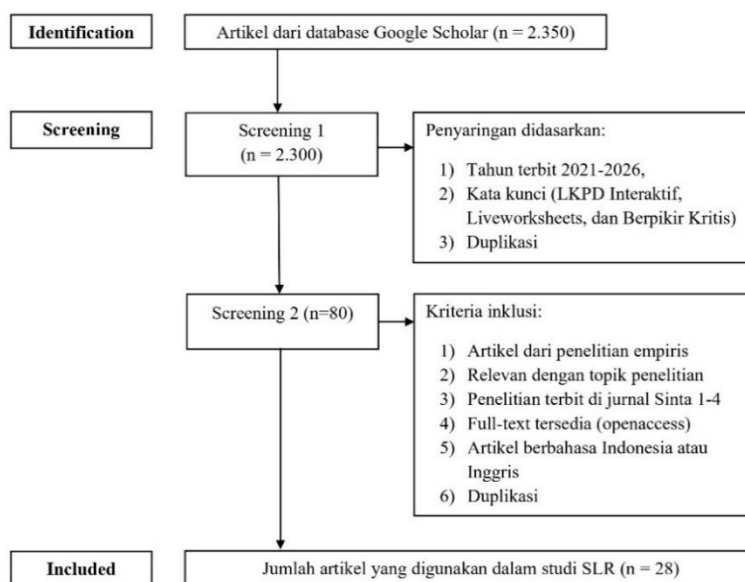 Identification
Artikel dari database Google Scholar (n = 2.350)
Screening
Screening 1
(n = 2.300)
Penyaringan didasarkan:
1) Tahun terbit 2021-2026,
2) Kata kunci (LKPD Interaktif,
Liveworksheets, dan Berpikir Kritis)
3) Duplikasi
Screening 2 (n=80)
Kriteria inklusi:
1) Artikel dari penelitian empiris
2) Relevan dengan topik penelitian
3) Penelitian terbit di jurnal Sinta 1-4
4) Full-text tersedia (openaccess)
5) Artikel berbahasa Indonesia atau
Inggris
6) Duplikasi
Included
Jumlah artikel yang digunakan dalam studi SLR (n = 28)